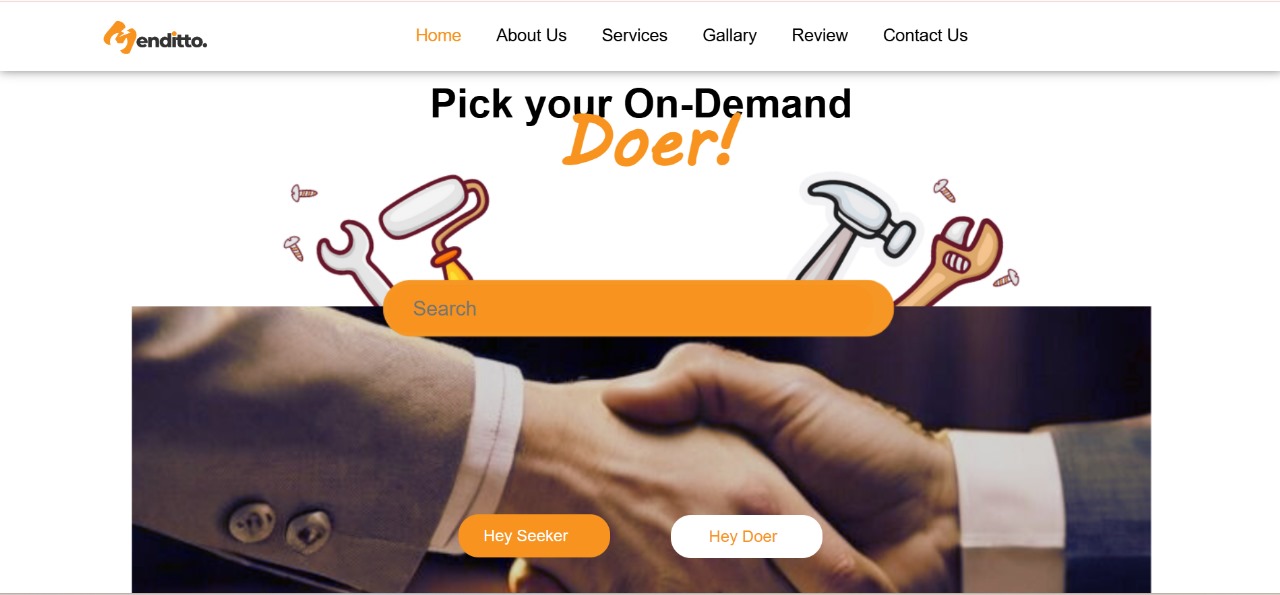 Menditto.
Home About Us Services Gallary Review Contact Us
Pick your On-Demand
Doer!
Search
Hey Seeker Hey Doer